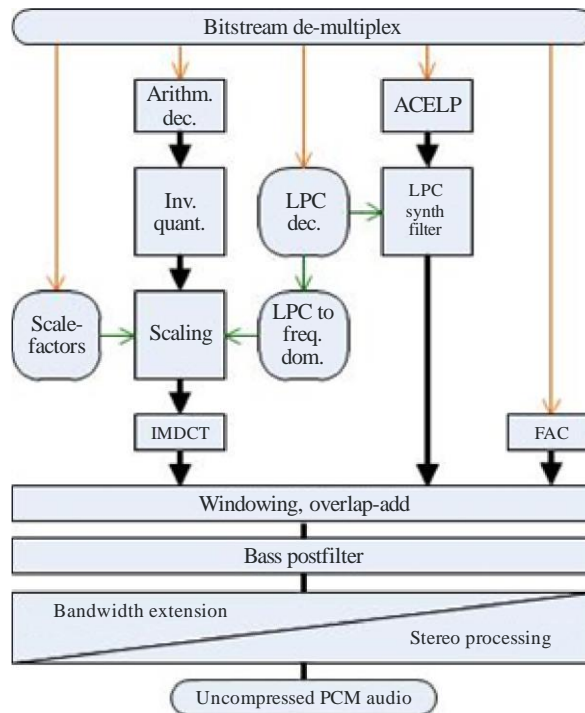 Bitstream de-multiplex
Arithm.
dec.
ACELP
Inv.
quant.
LPC
dec.
LPC
synth
filter
Scale-
factors
Scaling
LPC to
freq.
dom.
IMDCT
FAC
Windowing, overlap-add
Bass postfilter
Bandwidth extension
Stereo processing
Uncompressed PCM audio